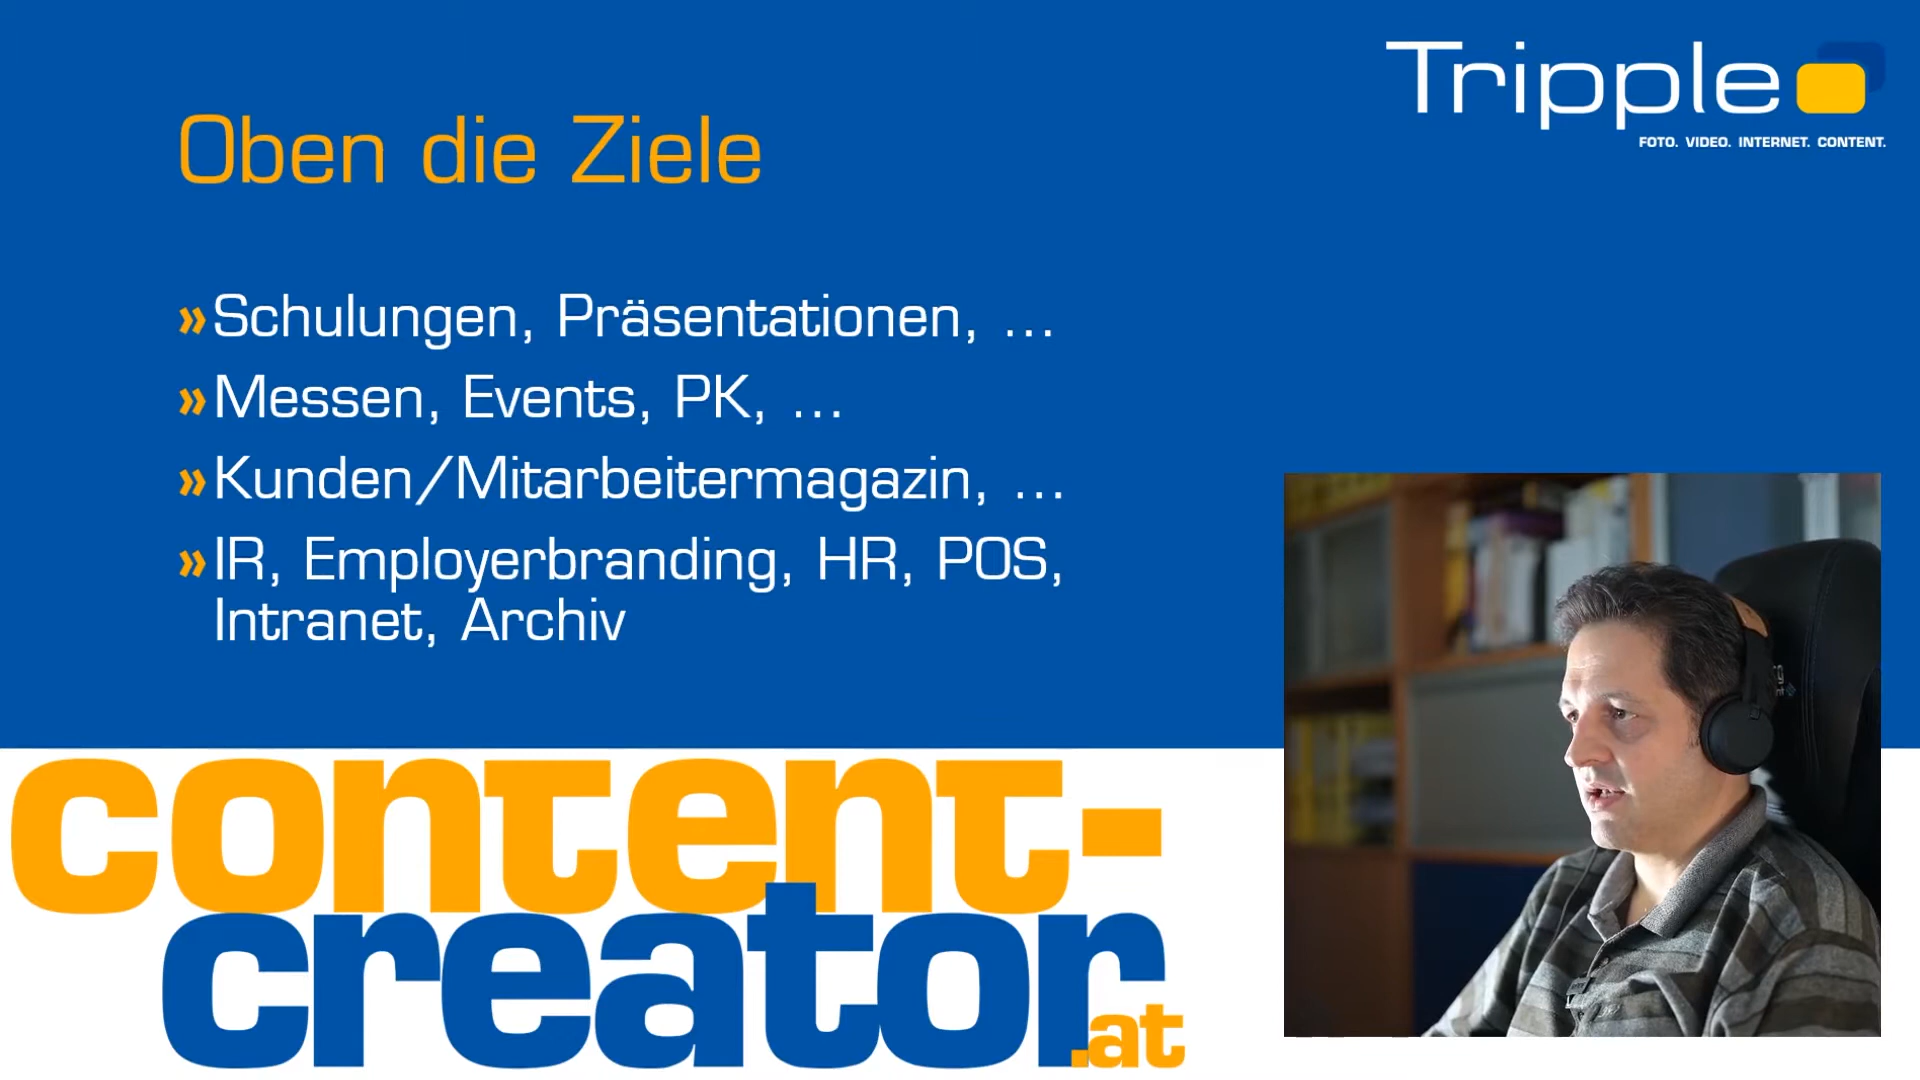 Tripple
FOTO. VIDEO. INTERNET. CONTENT.
Oben die Ziele
» Schulungen, Präsentationen, …
» Messen, Events, PK, …
» Kunden/Mitarbeitermagazin, …
» IR, Employerbranding, HR, POS,
Intranet, Archiv
content-
creator
.at